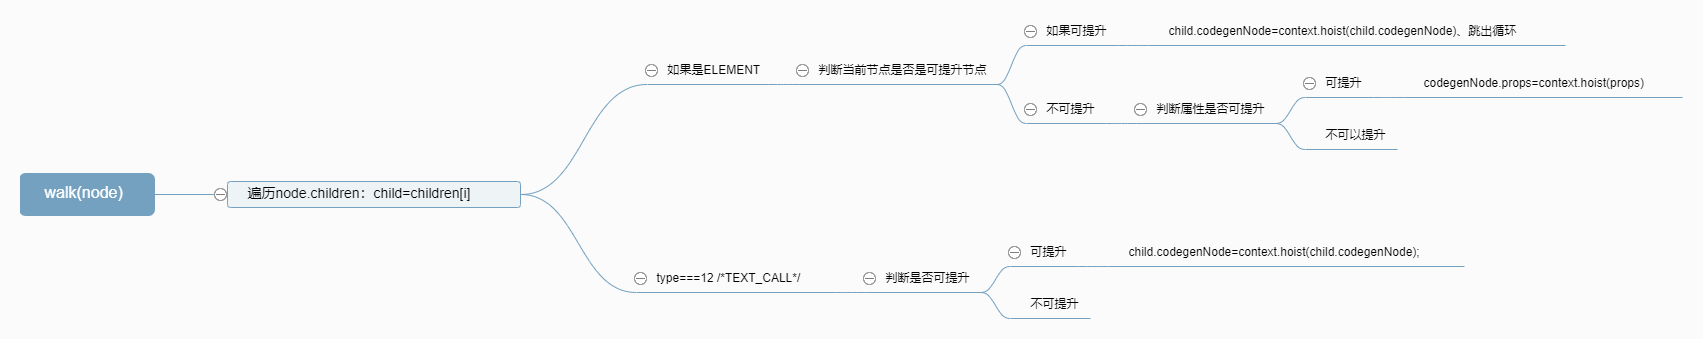 walk(node)
遍历node.children：child=children[i]
如果是ELEMENT
判断当前节点是否是可提升节点
如果可提升
child.codegenNode=context.hoist(child.codegenNode)、跳出循环
不可提升
判断属性是否可提升
可提升
codegenNode.props=context.hoist(props)
不可以提升
type===12 /*TEXT_CALL*/
判断是否可提升
可提升
child.codegenNode=context.hoist(child.codegenNode);
不可提升